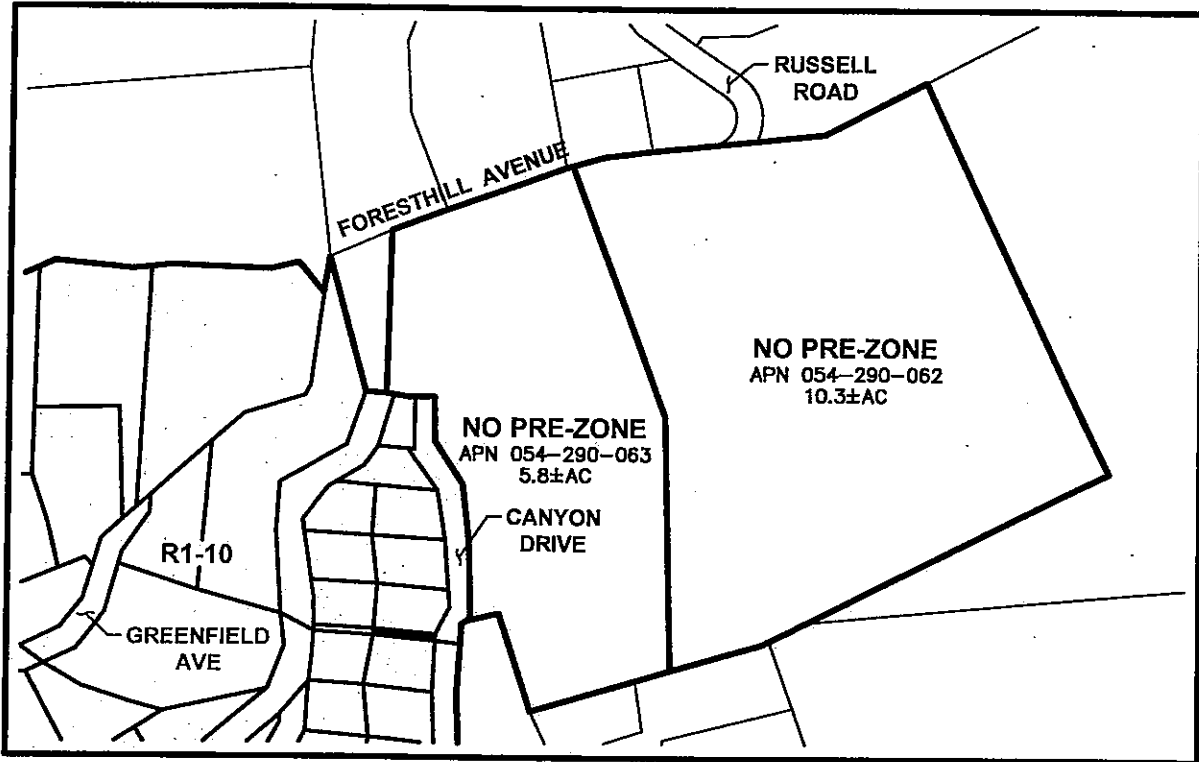 RUSSELL
ROAD
FORESTHILL AVENUE
NO PRE-ZONE
APN 054-290-062
10.3±AC
NO PRE-ZONE
APN 054-290-063
5.8±AC
CANYON
DRIVE
R1-10
GREENFIELD
AVE